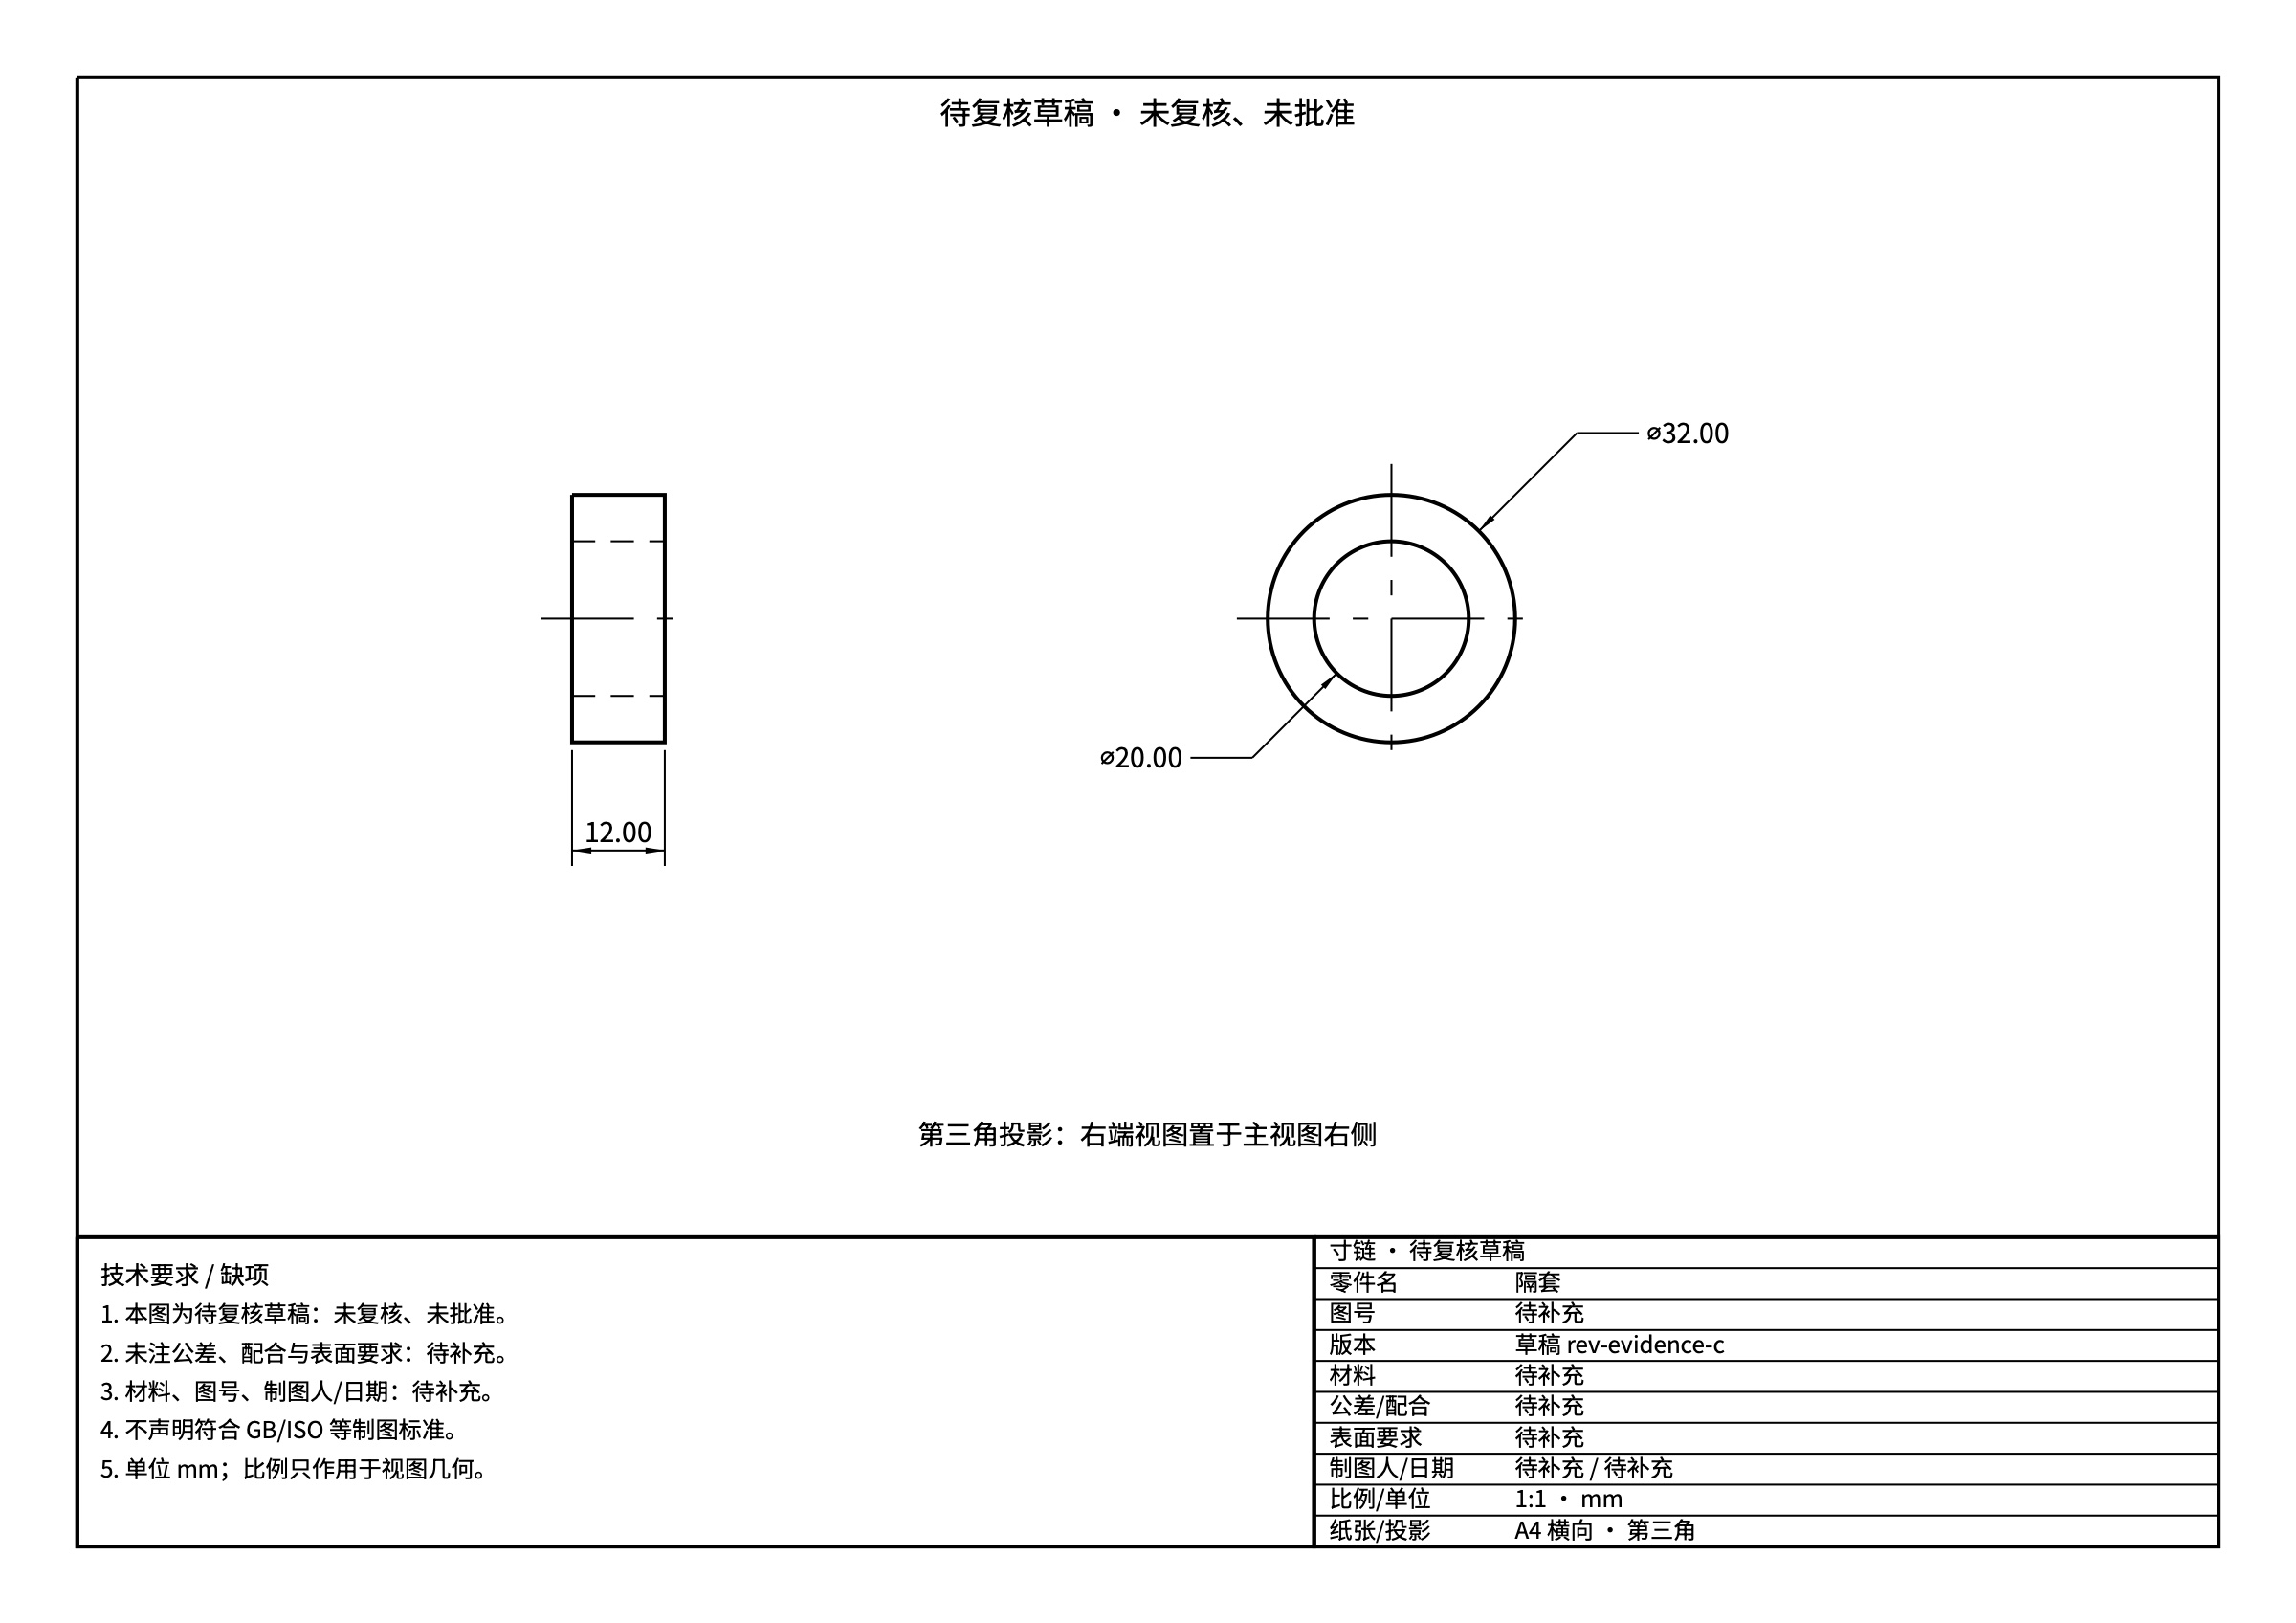 待复核草稿 · 未复核、未批准
12.00
⌀20.00
⌀32.00
第三角投影：右端视图置于主视图右侧
技术要求 / 缺项
1. 本图为待复核草稿：未复核、未批准。
2. 未注公差、配合与表面要求：待补充。
3. 材料、图号、制图人/日期：待补充。
4. 不声明符合 GB/ISO 等制图标准。
5. 单位 mm；比例只作用于视图几何。
寸链 · 待复核草稿
零件名 隔套
图号 待补充
版本 草稿 rev-evidence-c
材料 待补充
公差/配合 待补充
表面要求 待补充
制图人/日期 待补充 / 待补充
比例/单位 1:1 · mm
纸张/投影 A4 横向 · 第三角